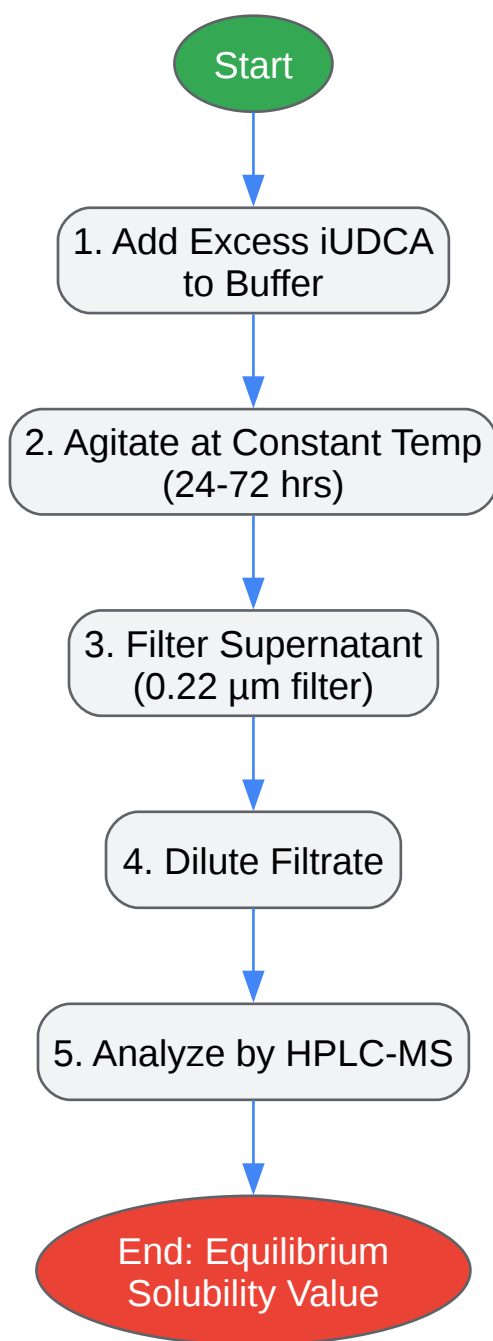 Start
1. Add Excess iUDCA
to Buffer
2. Agitate at Constant Temp
(24-72 hrs)
3. Filter Supernatant
(0.22 µm filter)
4. Dilute Filtrate
5. Analyze by HPLC-MS
End: Equilibrium
Solubility Value